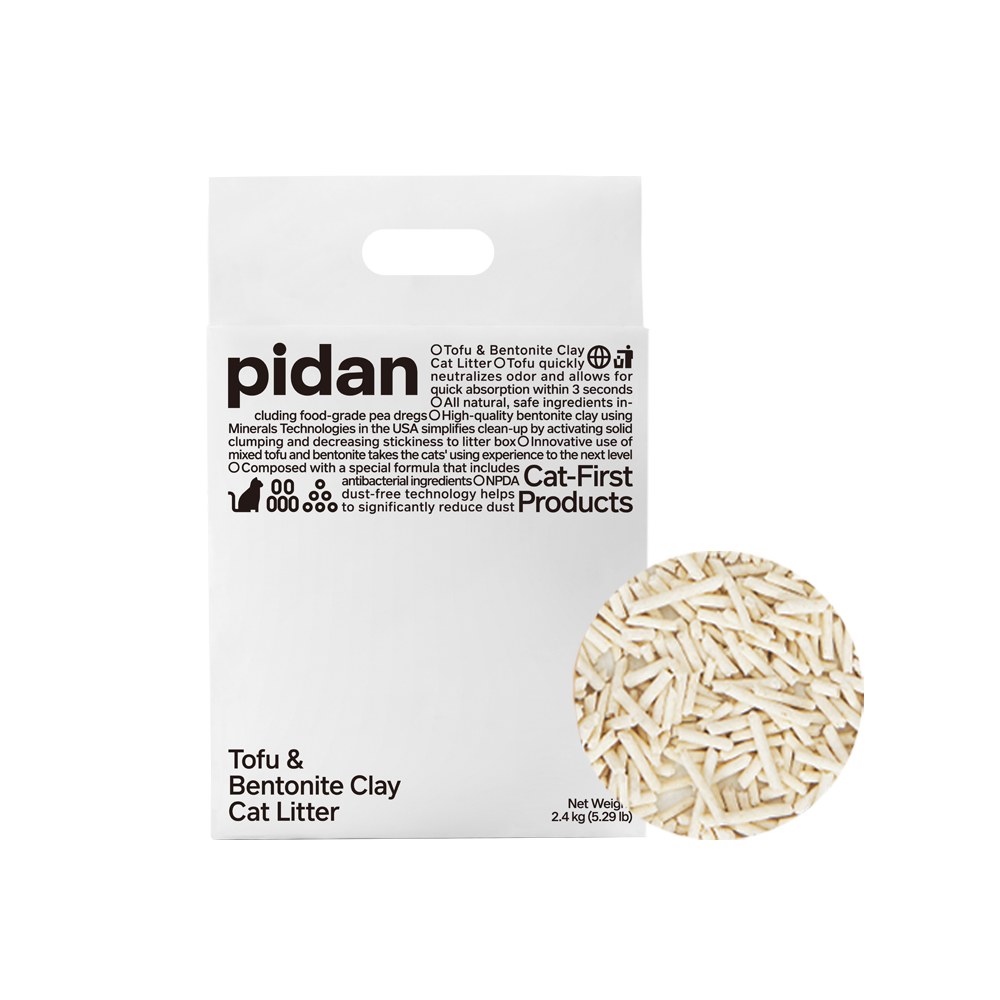 pidan
Tofu & Bentonite Clay
Cat Litter Tofu quickly
neutralizes odor and allows for
quick absorption within 3 seconds
All natural, safe ingredients in-
cluding food-grade pea dregs High-quality bentonite clay using
Minerals Technologies in the USA simplifies clean-up by activating solid
clumping and decreasing stickiness to litter box Innovative use of
mixed tofu and bentonite takes the cats' using experience to the next level
Composed with a special formula that includes
antibacterial ingredients NPDA
dust-free technology helps
to significantly reduce dust
Cat-First
Products
Tofu &
Bentonite Clay
Cat Litter
Net
2.4 kg (5.29 lb)